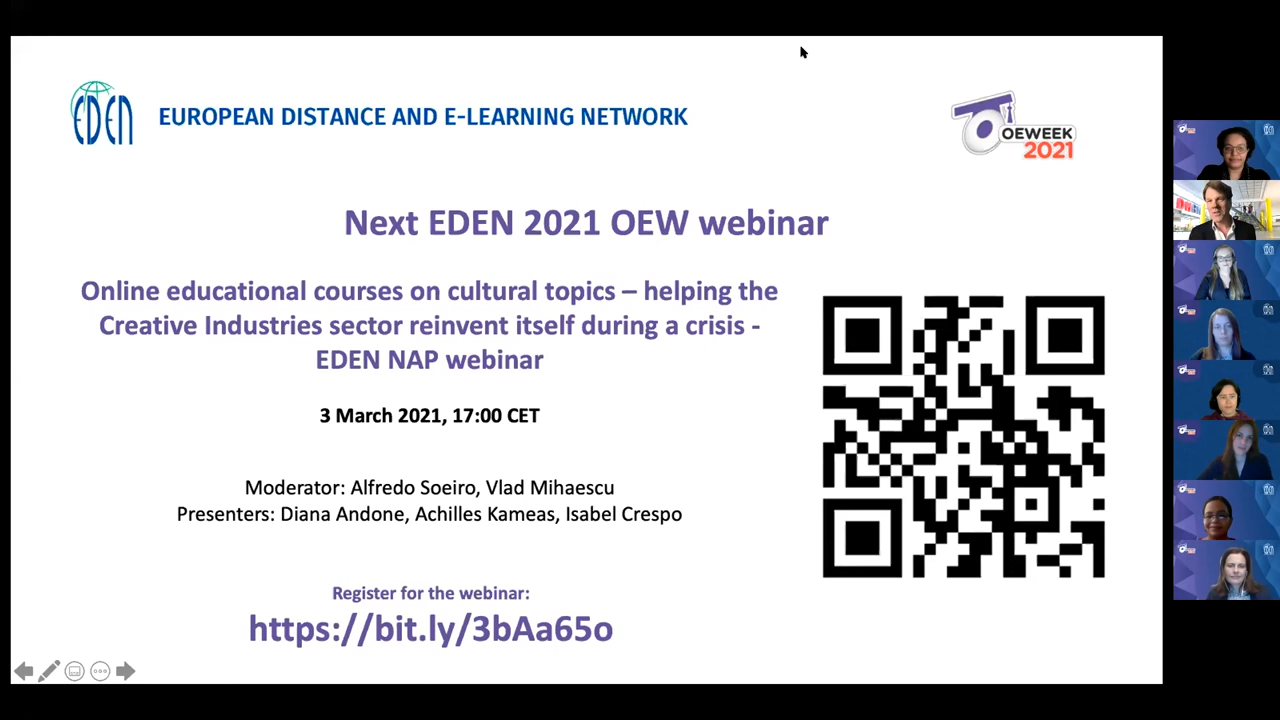 EDEN
EUROPEAN DISTANCE AND E-LEARNING NETWORK
OEWEEK
2021
Next EDEN 2021 OEW webinar
Online educational courses on cultural topics – helping the
Creative Industries sector reinvent itself during a crisis -
EDEN NAP webinar
3 March 2021, 17:00 CET
Moderator: Alfredo Soeiro, Vlad Mihaescu
Presenters: Diana Andone, Achilles Kameas, Isabel Crespo
Register for the webinar:
https://bit.ly/3bAa65o